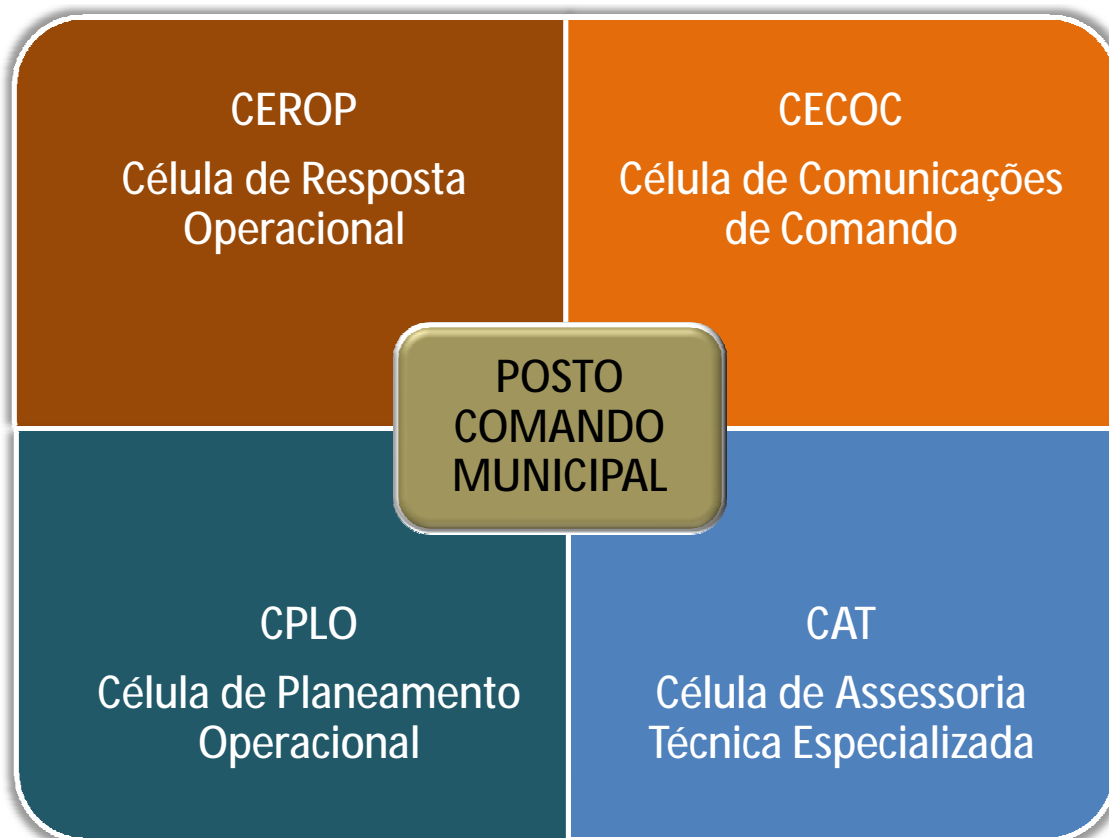 CEROP
Célula de Resposta
Operacional
CECOC
Célula de Comunicações
de Comando
POSTO
COMANDO
MUNICIPAL
CPLO
Célula de Planeamento
Operacional
CAT
Célula de Assessoria
Técnica Especializada